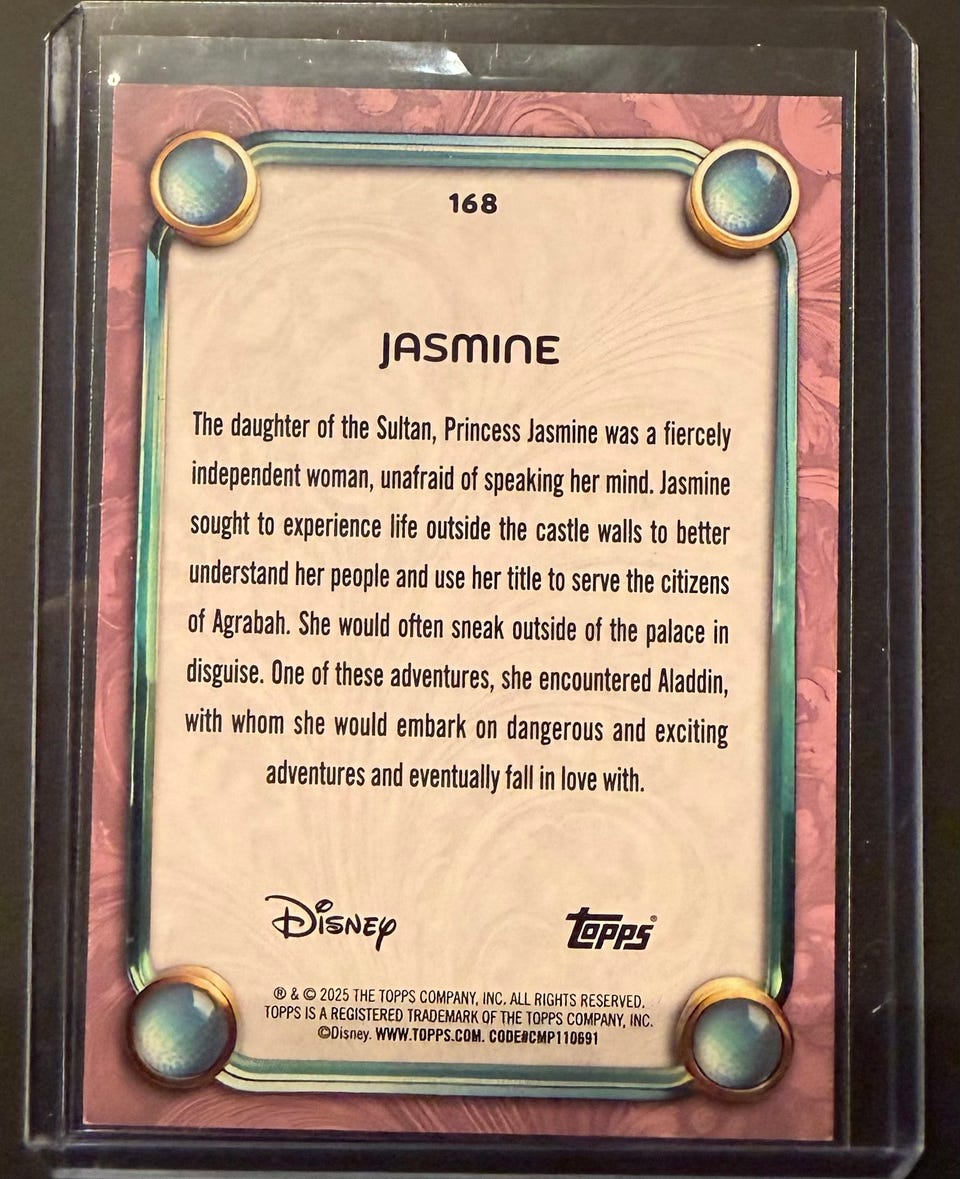 168
JASMINE
The daughter of the Sultan, Princess Jasmine was a fiercely
independent woman, unafraid of speaking her mind. Jasmine
sought to experience life outside the castle walls to better
understand her people and use her title to serve the citizens
of Agrabah. She would often sneak outside of the palace in
disguise. One of these adventures, she encountered Aladdin,
with whom she would embark on dangerous and exciting
adventures and eventually fall in love with.
Disney Topps®
® & © 2025 THE TOPPS COMPANY, INC. ALL RIGHTS RESERVED.
TOPPS IS A REGISTERED TRADEMARK OF THE TOPPS COMPANY, INC.
©Disney. WWW.TOPPS.COM. CODE#CMP110691